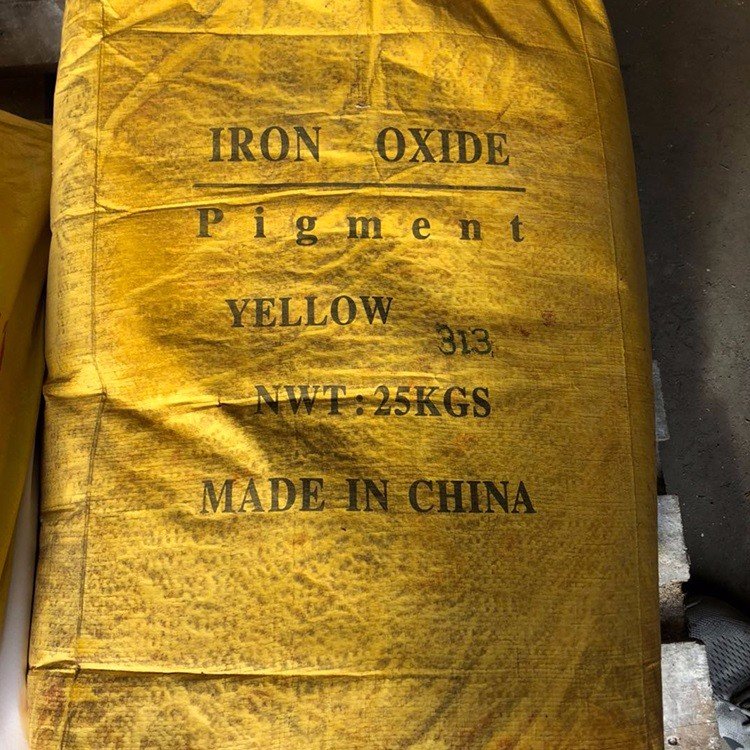 IRON OXIDE
Pigment
YELLOW 313
NWT:25KGS
MADE IN CHINA